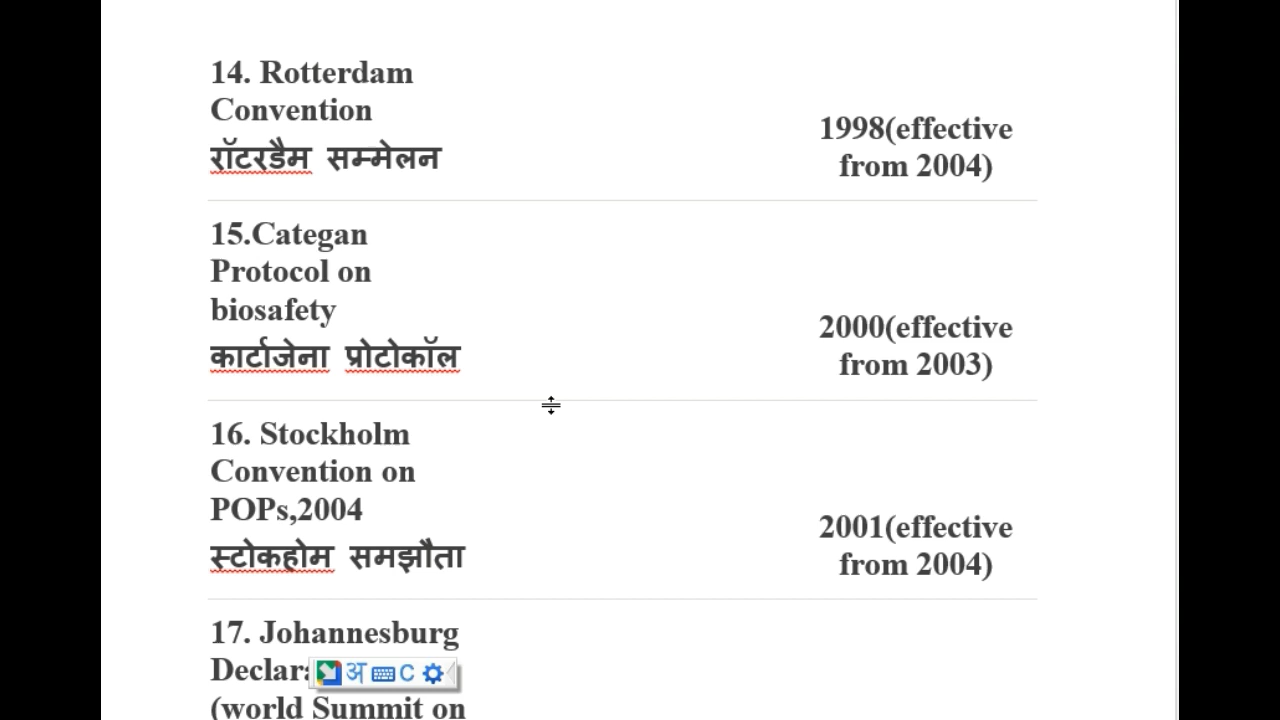 14. Rotterdam
Convention
रॉटरडैम सम्मेलन
1998(effective
from 2004)
15.Categan
Protocol on
biosafety
कार्टाजेना प्रोटोकॉल
2000(effective
from 2003)
16. Stockholm
Convention on
POPs,2004
स्टोकहोम समझौता
2001(effective
from 2004)
17. Johannesburg
अ C
(world Summit on